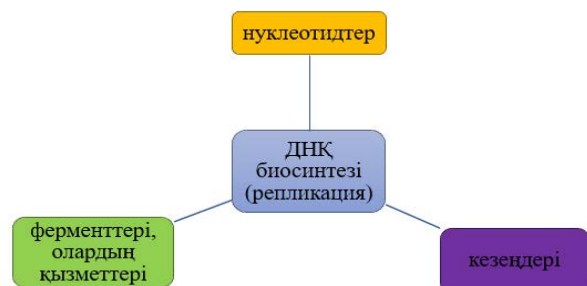 нуклеотидтер
ДНҚ
биосинтезі
(репликация)
ферменттері,
олардың
қызметтері
кезеңдері